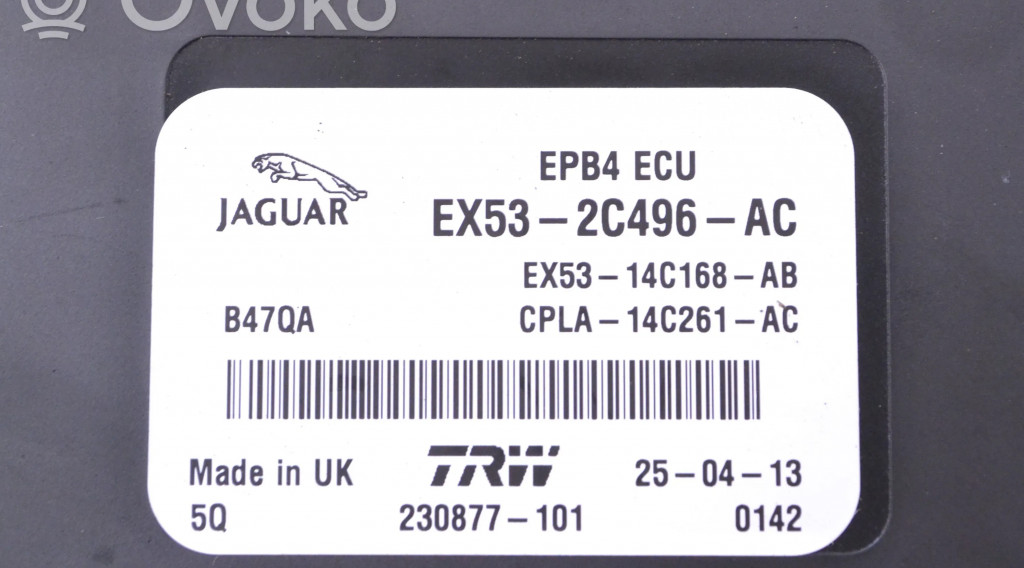 OVOKO
EPB4 ECU
JAGUAR EX53-2C496-AC
EX53-14C168-AB
B47QA CPLA-14C261-AC
Made in UK TRW 25-04-13
5Q 230877-101 0142